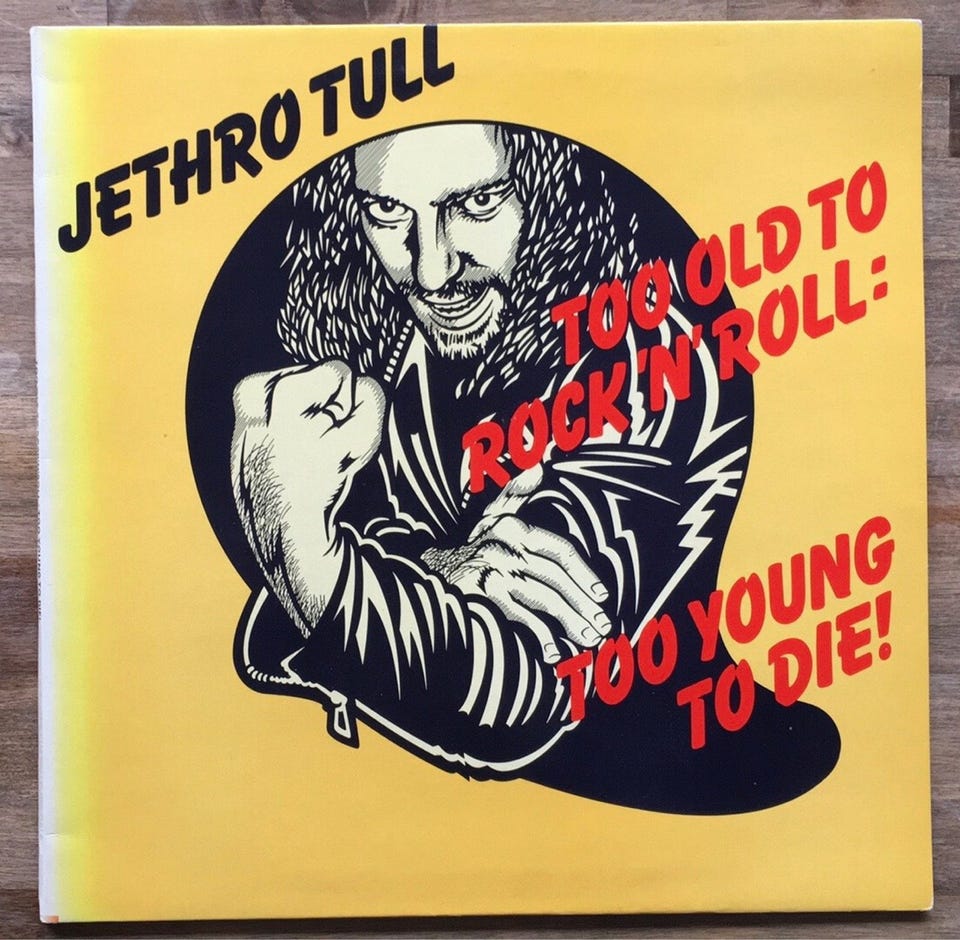 JETHRO TULL
TOO OLD TO
ROCK 'N' ROLL:
TOO YOUNG
TO DIE!